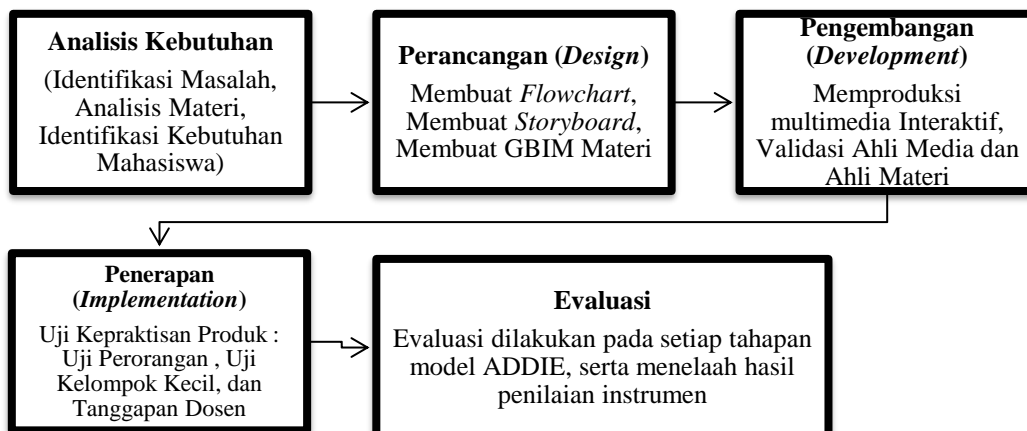 Analisis Kebutuhan
(Identifikasi Masalah,
Analisis Materi,
Identifikasi Kebutuhan
Mahasiswa)
Perancangan (Design)
Membuat Flowchart,
Membuat Storyboard,
Membuat GBIM Materi
Pengembangan
(Development)
Memproduksi
multimedia Interaktif,
Validasi Ahli Media dan
Ahli Materi
Penerapan
(Implementation)
Uji Kepraktisan Produk :
Uji Perorangan , Uji
Kelompok Kecil, dan
Tanggapan Dosen
Evaluasi
Evaluasi dilakukan pada setiap tahapan
model ADDIE, serta menelaah hasil
penilaian instrumen